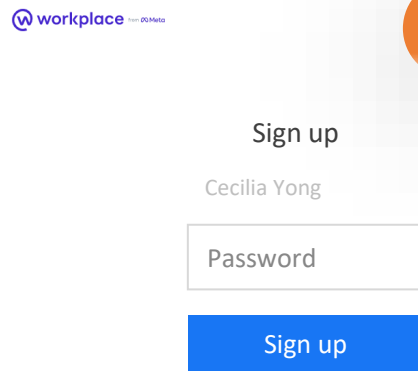 workplace from Meta
Sign up
Cecilia Yong
Password
Sign up